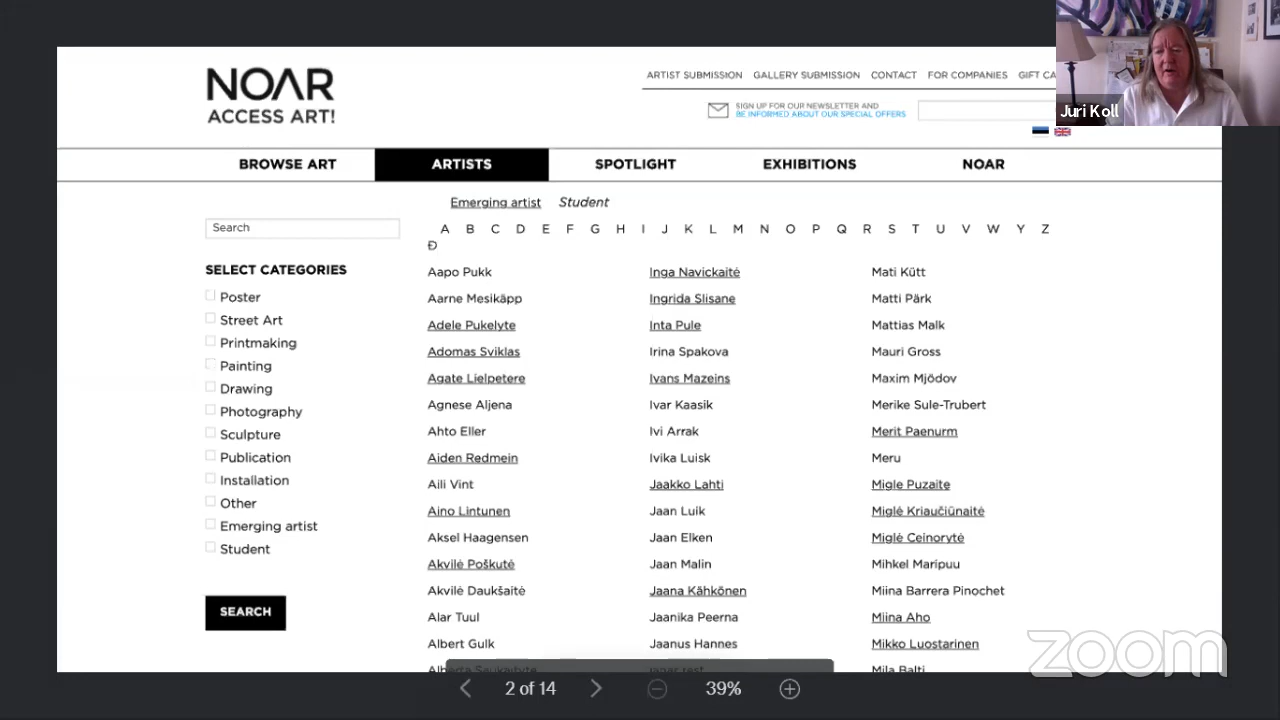 NOAR
ACCESS ART!
ARTIST SUBMISSION GALLERY SUBMISSION CONTACT FOR COMPANIES GIFT CA
SIGN UP FOR OUR NEWSLETTER AND
BE INFORMED ABOUT OUR SPECIAL OFFERS
Juri Koll
BROWSE ART ARTISTS SPOTLIGHT EXHIBITIONS NOAR
Emerging artist Student
A B C D E F G H I J K L M N O P Q R S T U V W Y Z
Đ
Search
SELECT CATEGORIES
Poster
Street Art
Printmaking
Painting
Drawing
Photography
Sculpture
Publication
Installation
Other
Emerging artist
Student
SEARCH
Aapo Pukk
Aarne Mesikäpp
Adele Pukelyte
Adomas Sviklas
Agate Lielpetere
Agnese Aljena
Ahto Eller
Aiden Redmein
Aili Vint
Aino Lintunen
Aksel Haagensen
Akvilė Poškutė
Akvilė Daukšaitė
Alar Tuul
Albert Gulk
Alberta Saukaityte
Inga Navickaitė
Ingrida Slisane
Inta Pule
Irina Spakova
Ivans Mazeins
Ivar Kaasik
Ivi Arrak
Ivika Luisk
Jaakko Lahti
Jaan Luik
Jaan Elken
Jaan Malin
Jaana Kähkönen
Jaanika Peerna
Jaanus Hannes
Mati Kütt
Matti Pärk
Mattias Malk
Mauri Gross
Maxim Mjödov
Merike Sule-Trubert
Merit Paenurm
Meru
Migle Puzaite
Miglė Kriaučiūnaitė
Miglė Ceinorytė
Mihkel Maripuu
Miina Barrera Pinochet
Miina Aho
Mikko Luostarinen
Mila Balti
zoom
2 of 14 39%